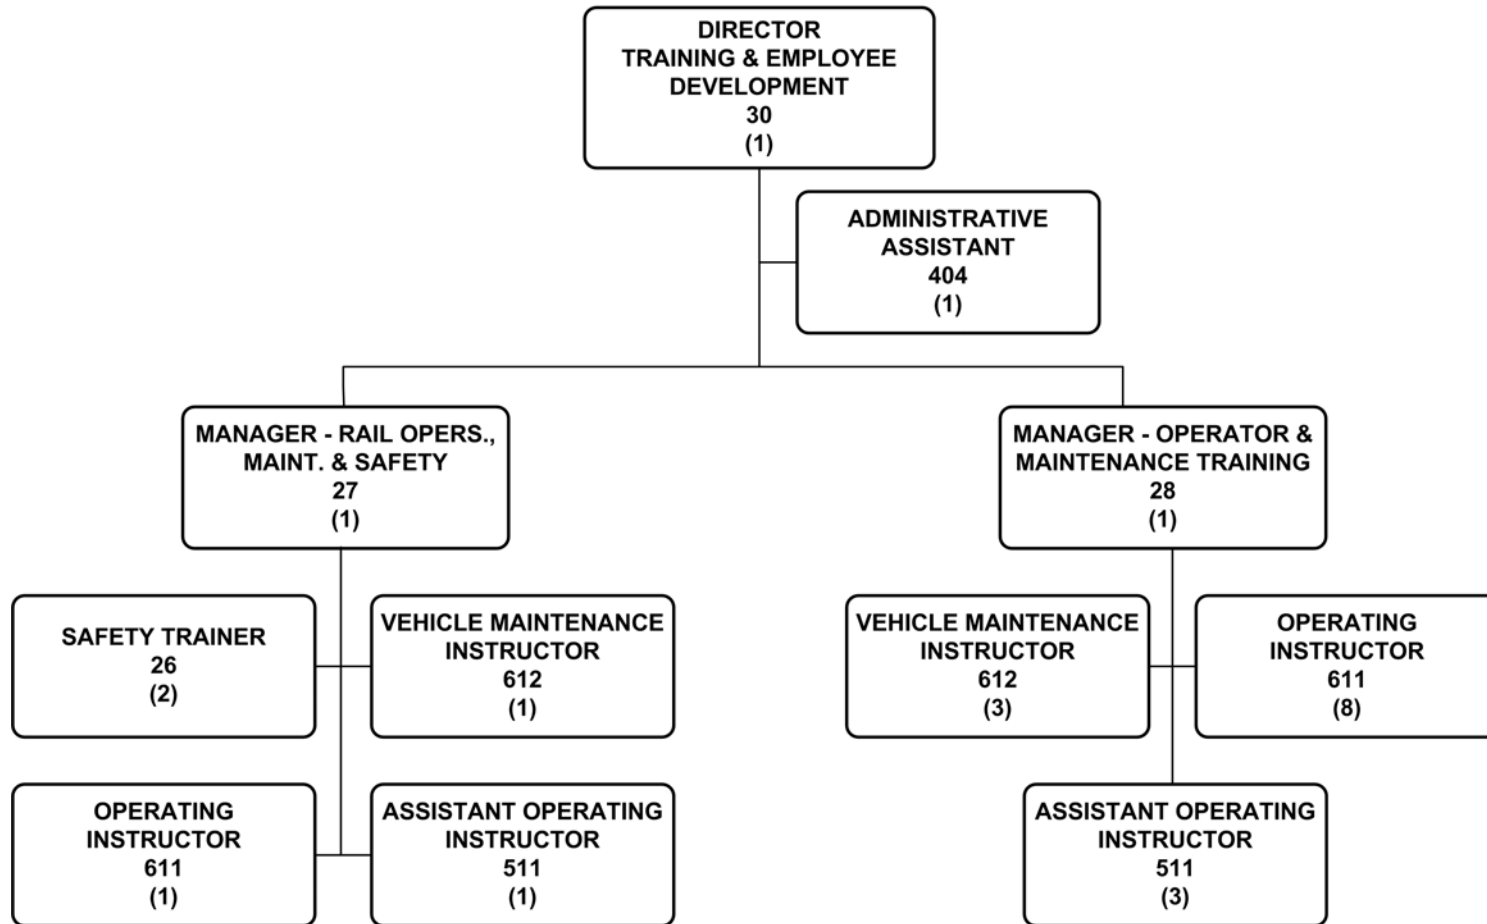 DIRECTOR
TRAINING & EMPLOYEE
DEVELOPMENT
30
(1)
ADMINISTRATIVE
ASSISTANT
404
(1)
MANAGER - RAIL OPERS.,
MAINT. & SAFETY
27
(1)
MANAGER - OPERATOR &
MAINTENANCE TRAINING
28
(1)
SAFETY TRAINER
26
(2)
VEHICLE MAINTENANCE
INSTRUCTOR
612
(1)
VEHICLE MAINTENANCE
INSTRUCTOR
612
(3)
OPERATING
INSTRUCTOR
611
(8)
OPERATING
INSTRUCTOR
611
(1)
ASSISTANT OPERATING
INSTRUCTOR
511
(1)
ASSISTANT OPERATING
INSTRUCTOR
511
(3)